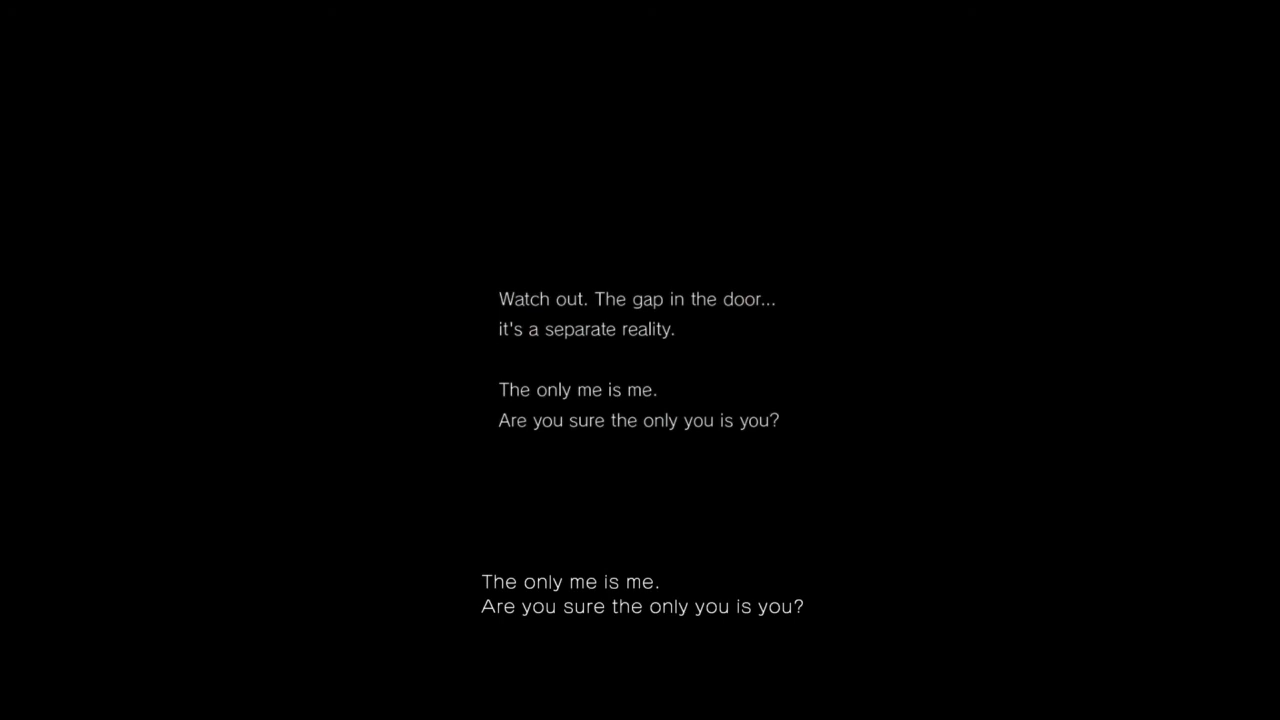 Watch out. The gap in the door...
it's a separate reality.
The only me is me.
Are you sure the only you is you?
The only me is me.
Are you sure the only you is you?